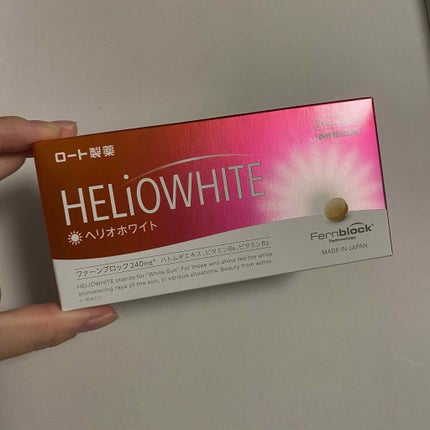 ロート製薬
HELiOWHITE
ヘリオホワイト
ファーンブロック 240mg* ハトムギエキス、ビタミンB6、ビタミンB2
HELIOWHITE stands for "White Sun". For those who shine like the white
shimmering rays of the sun, in various situations. Beauty from within.
Fernblock
Technology
MADE IN JAPAN